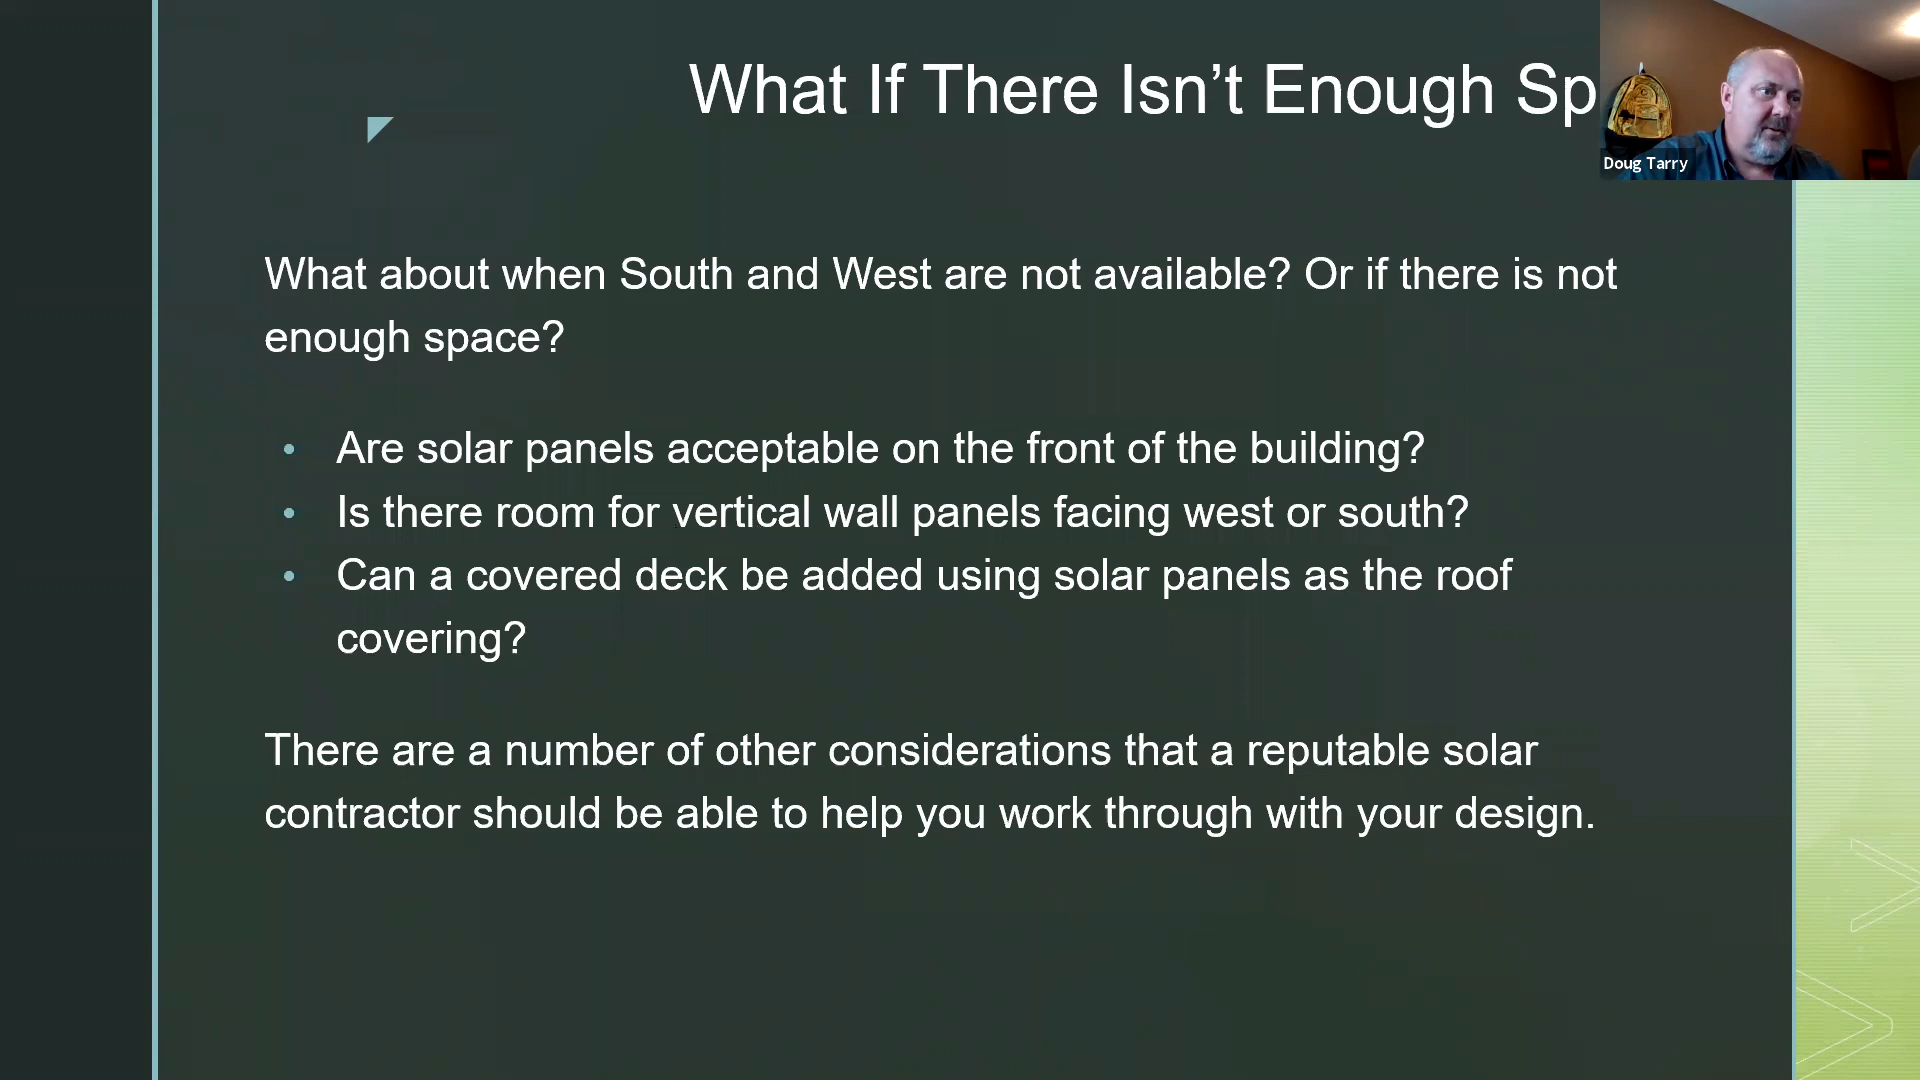 What If There Isn’t Enough Sp
Doug Tarry
What about when South and West are not available? Or if there is not
enough space?
• Are solar panels acceptable on the front of the building?
• Is there room for vertical wall panels facing west or south?
• Can a covered deck be added using solar panels as the roof
covering?
There are a number of other considerations that a reputable solar
contractor should be able to help you work through with your design.